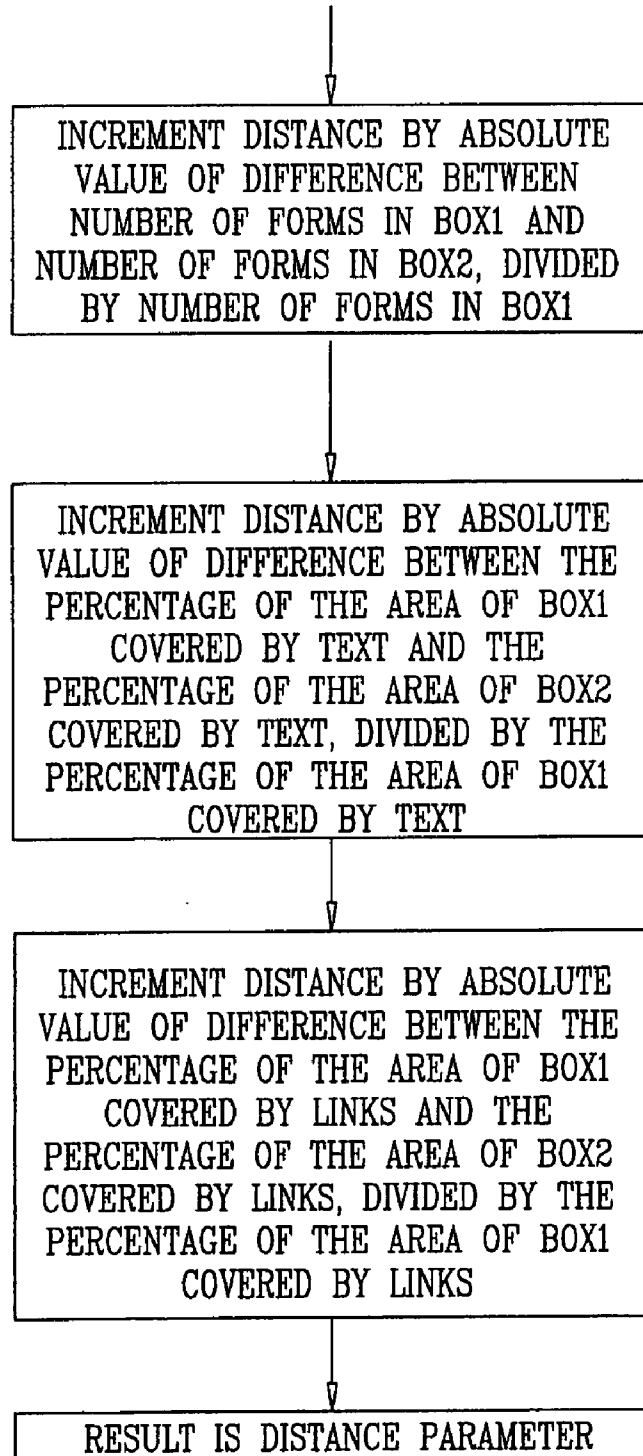 INCREMENT DISTANCE BY ABSOLUTE
VALUE OF DIFFERENCE BETWEEN
NUMBER OF FORMS IN BOX1 AND
NUMBER OF FORMS IN BOX2, DIVIDED
BY NUMBER OF FORMS IN BOX1
INCREMENT DISTANCE BY ABSOLUTE
VALUE OF DIFFERENCE BETWEEN THE
PERCENTAGE OF THE AREA OF BOX1
COVERED BY TEXT AND THE
PERCENTAGE OF THE AREA OF BOX2
COVERED BY TEXT, DIVIDED BY THE
PERCENTAGE OF THE AREA OF BOX1
COVERED BY TEXT
INCREMENT DISTANCE BY ABSOLUTE
VALUE OF DIFFERENCE BETWEEN THE
PERCENTAGE OF THE AREA OF BOX1
COVERED BY LINKS AND THE
PERCENTAGE OF THE AREA OF BOX2
COVERED BY LINKS, DIVIDED BY THE
PERCENTAGE OF THE AREA OF BOX1
COVERED BY LINKS
RESULT IS DISTANCE PARAMETER